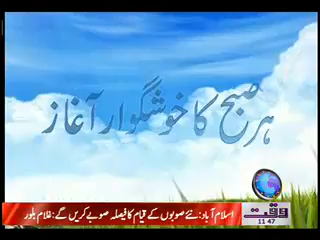 ہر صبح کا خوشگوار آغاز
وقت
11 47
اسلام آباد: نئے صوبوں کے قیام کا فیصلہ صوبے کریں گے: غلام بلور